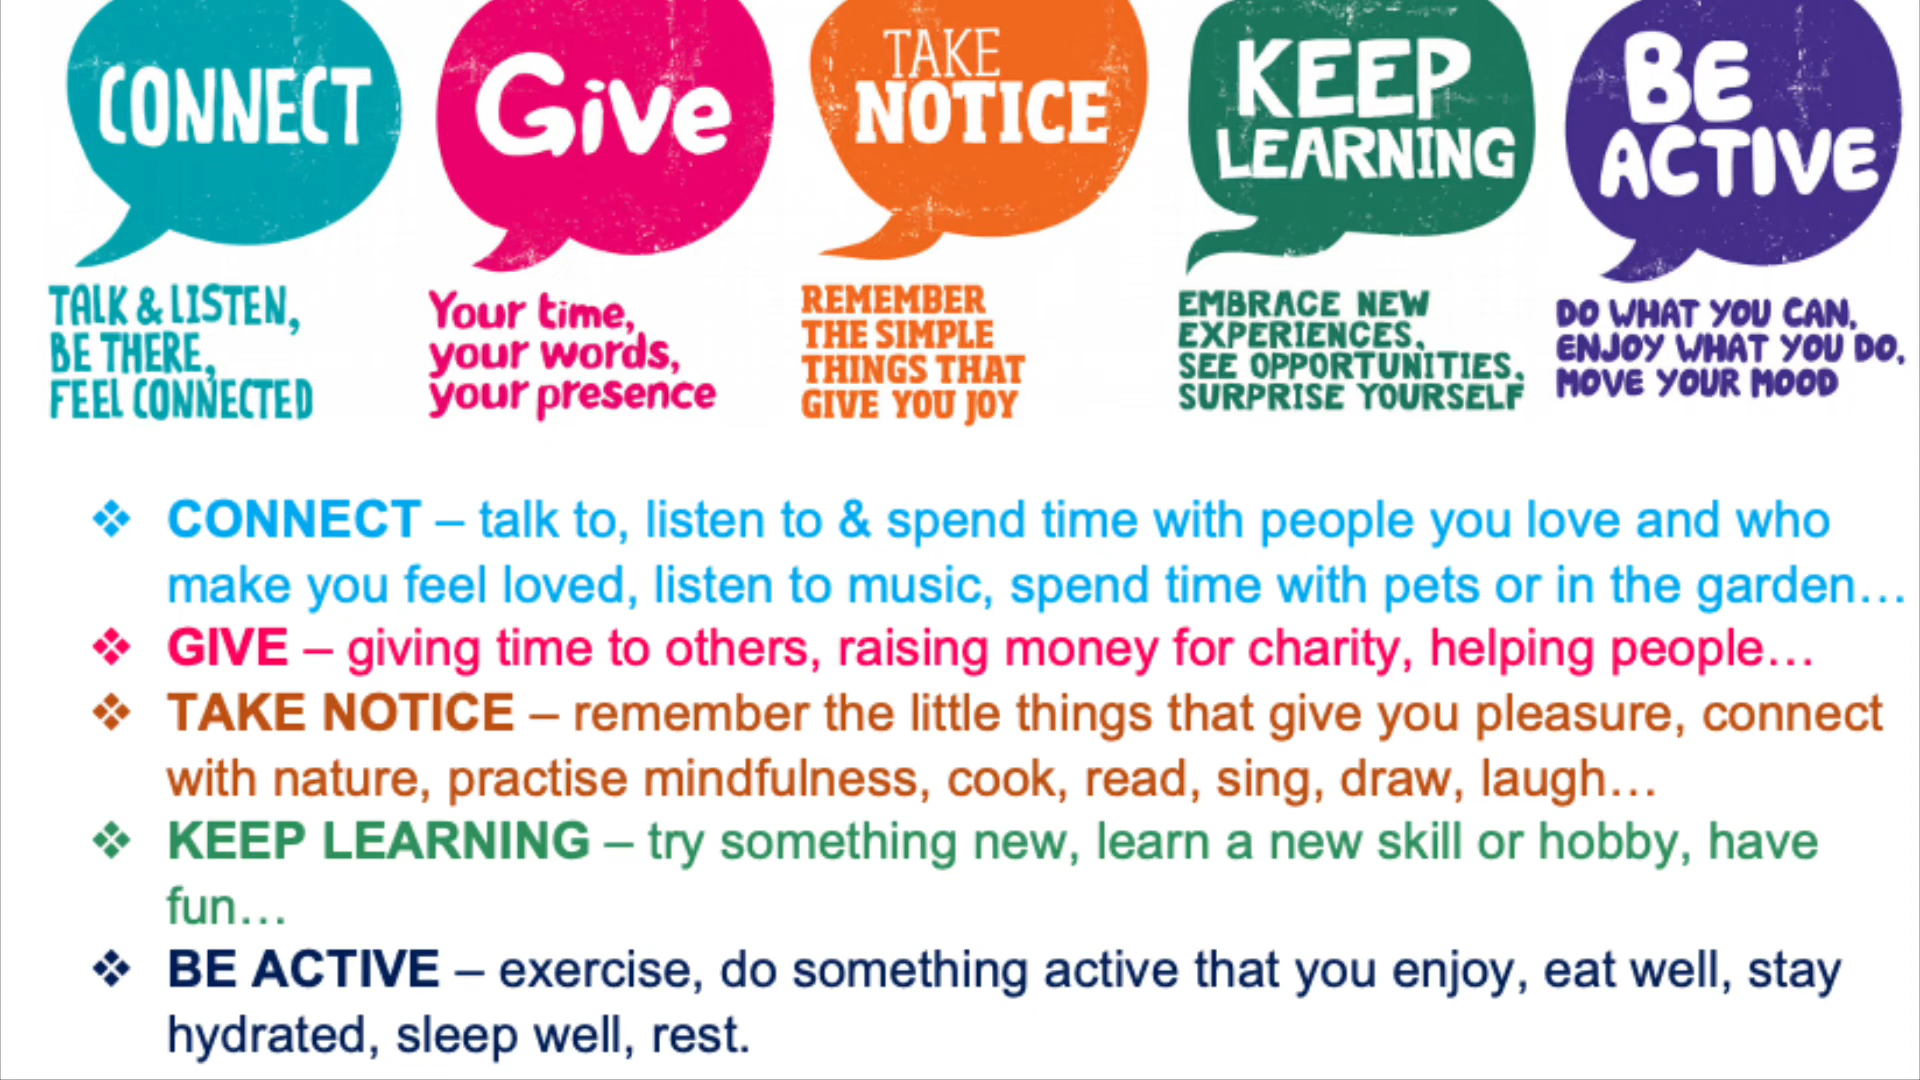 CONNECT
TALK & LISTEN,
BE THERE,
FEEL CONNECTED
Give
Your time,
your words,
your presence
TAKE
NOTICE
REMEMBER
THE SIMPLE
THINGS THAT
GIVE YOU JOY
KEEP
LEARNING
EMBRACE NEW
EXPERIENCES,
SEE OPPORTUNITIES,
SURPRISE YOURSELF
BE
ACTIVE
DO WHAT YOU CAN,
ENJOY WHAT YOU DO,
MOVE YOUR MOOD
❖ CONNECT – talk to, listen to & spend time with people you love and who
make you feel loved, listen to music, spend time with pets or in the garden…
❖ GIVE – giving time to others, raising money for charity, helping people…
❖ TAKE NOTICE – remember the little things that give you pleasure, connect
with nature, practise mindfulness, cook, read, sing, draw, laugh…
❖ KEEP LEARNING – try something new, learn a new skill or hobby, have
fun…
❖ BE ACTIVE – exercise, do something active that you enjoy, eat well, stay
hydrated, sleep well, rest.